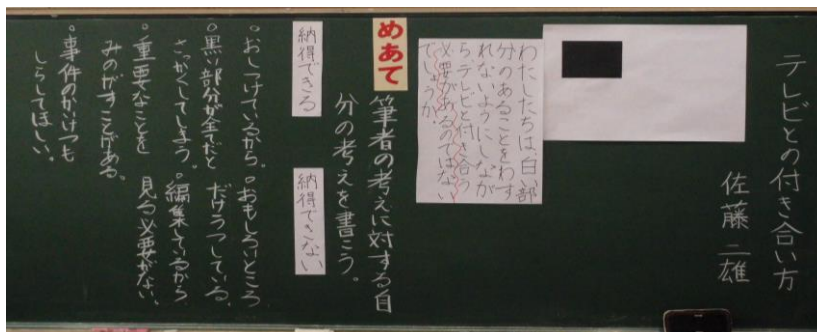 テレビとの付き合い方
佐藤二雄
わたしたちは、白い部
分のあることをわす
れないようにしなが
ら、テレビと付き合う
必要があるのではない
でしょうか。
めあて
筆者の考えに対する自
分の考えを書こう。
納得できる
。おしつけているから。
。黒い部分が全てだと
さっかくしてしまう。
。重要なことを
みのがすことがある。
。事件のかいけつも
しらしてほしい。
納得できない
。おもしろいところ
だけうつしている。
。編集しているから
見る必要がない。